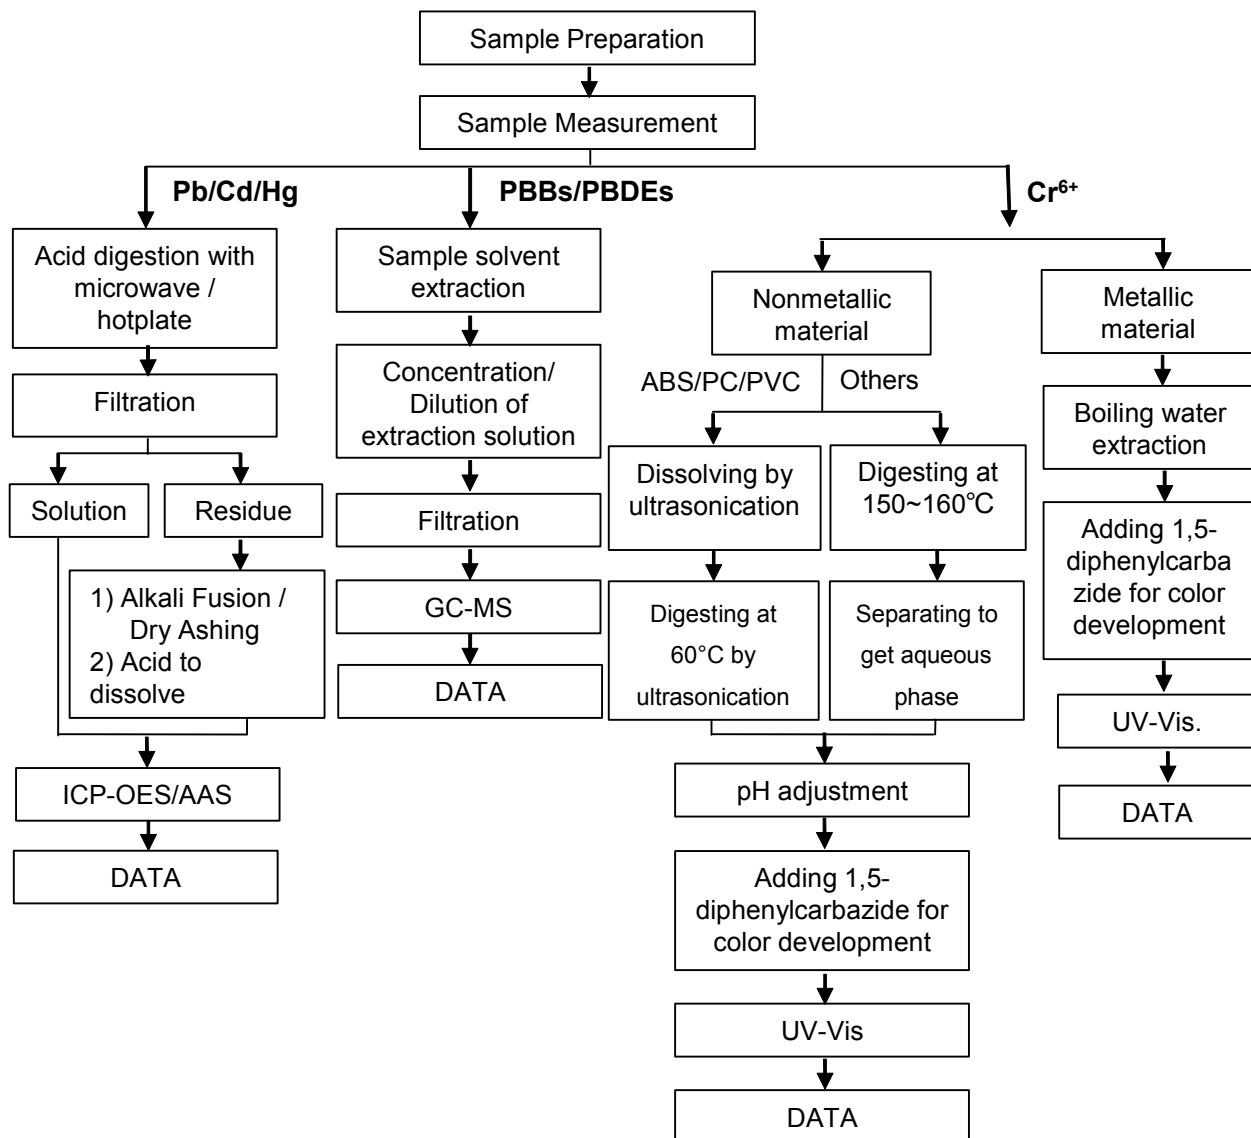 Sample Preparation
Sample Measurement
Pb/Cd/Hg
PBBs/PBDEs
Cr⁶⁺
Acid digestion with
microwave /
hotplate
Filtration
Solution
Residue
1) Alkali Fusion /
Dry Ashing
2) Acid to
dissolve
ICP-OES/AAS
DATA
Sample solvent
extraction
Concentration/
Dilution of
extraction solution
Filtration
GC-MS
DATA
Nonmetallic
material
ABS/PC/PVC
Others
Dissolving by
ultrasonication
Digesting at
60°C by
ultrasonication
Digesting at
150~160℃
Separating to
get aqueous
phase
pH adjustment
Adding 1,5-
diphenylcarbazide for
color development
UV-Vis
DATA
Metallic
material
Boiling water
extraction
Adding 1,5-
diphenylcarba
zide for color
development
UV-Vis.
DATA